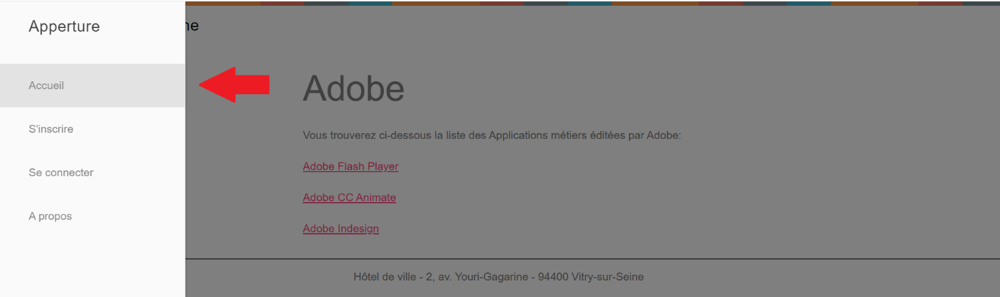 Apperture
ne
Accueil
S'inscrire
Se connecter
A propos
Adobe
Vous trouverez ci-dessous la liste des Applications métiers éditées par Adobe:
Adobe Flash Player
Adobe CC Animate
Adobe Indesign
Hôtel de ville - 2, av. Youri-Gagarine - 94400 Vitry-sur-Seine